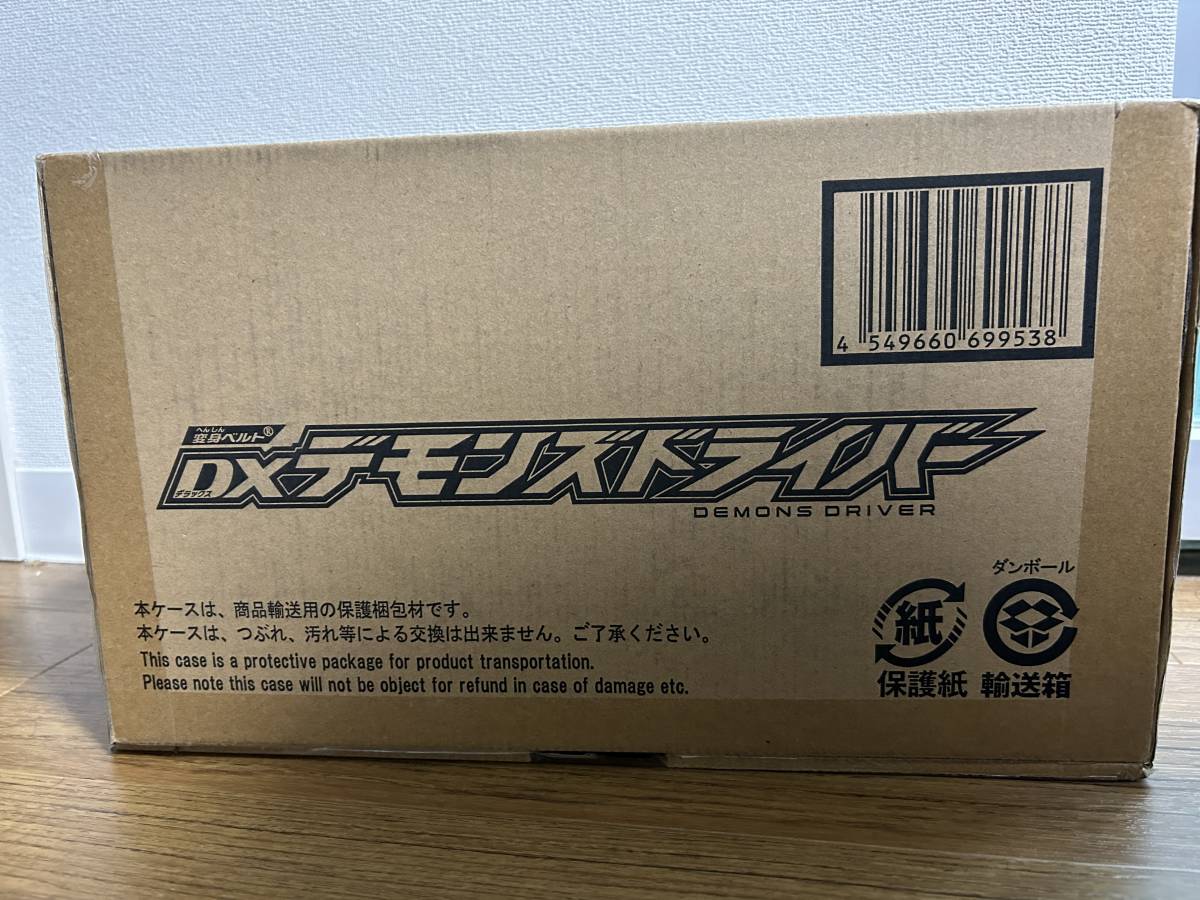 4 549660 699538
へんしん
変身ベルト®
DXデモンズドライバー
デラックス
DEMONS DRIVER
本ケースは、商品輸送用の保護梱包材です。
本ケースは、つぶれ、汚れ等による交換は出来ません。ご了承ください。
This case is a protective package for product transportation.
Please note this case will not be object for refund in case of damage etc.
紙
保護紙
ダンボール
輸送箱